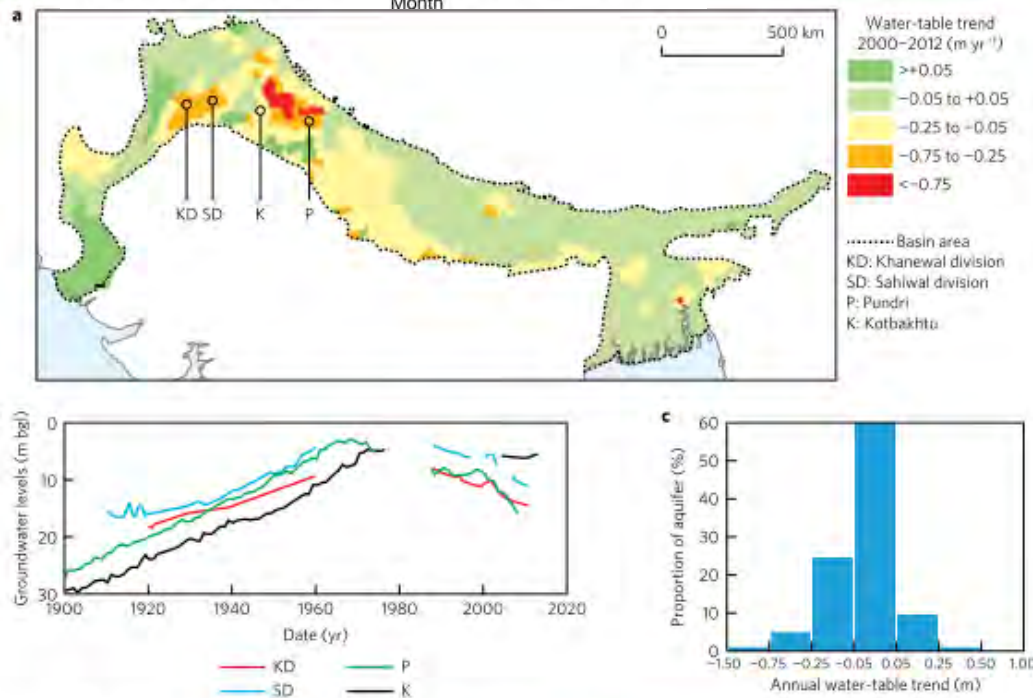 Month
a
0 500 km
KD SD K P
Water-table trend
2000–2012 (m yr⁻¹)
>+0.05
−0.05 to +0.05
−0.25 to −0.05
−0.75 to −0.25
<−0.75
Basin area
KD: Khanewal division
SD: Sahiwal division
P: Pundri
K: Kotbakhtu
Groundwater levels (m bgl)
0
10
20
30
1900 1920 1940 1960 1980 2000 2020
Date (yr)
KD P
SD K
c
Proportion of aquifer (%)
60
50
40
30
20
10
0
−1.50 −0.75 −0.25 −0.05 0.05 0.25 0.50 1.00
Annual water-table trend (m)